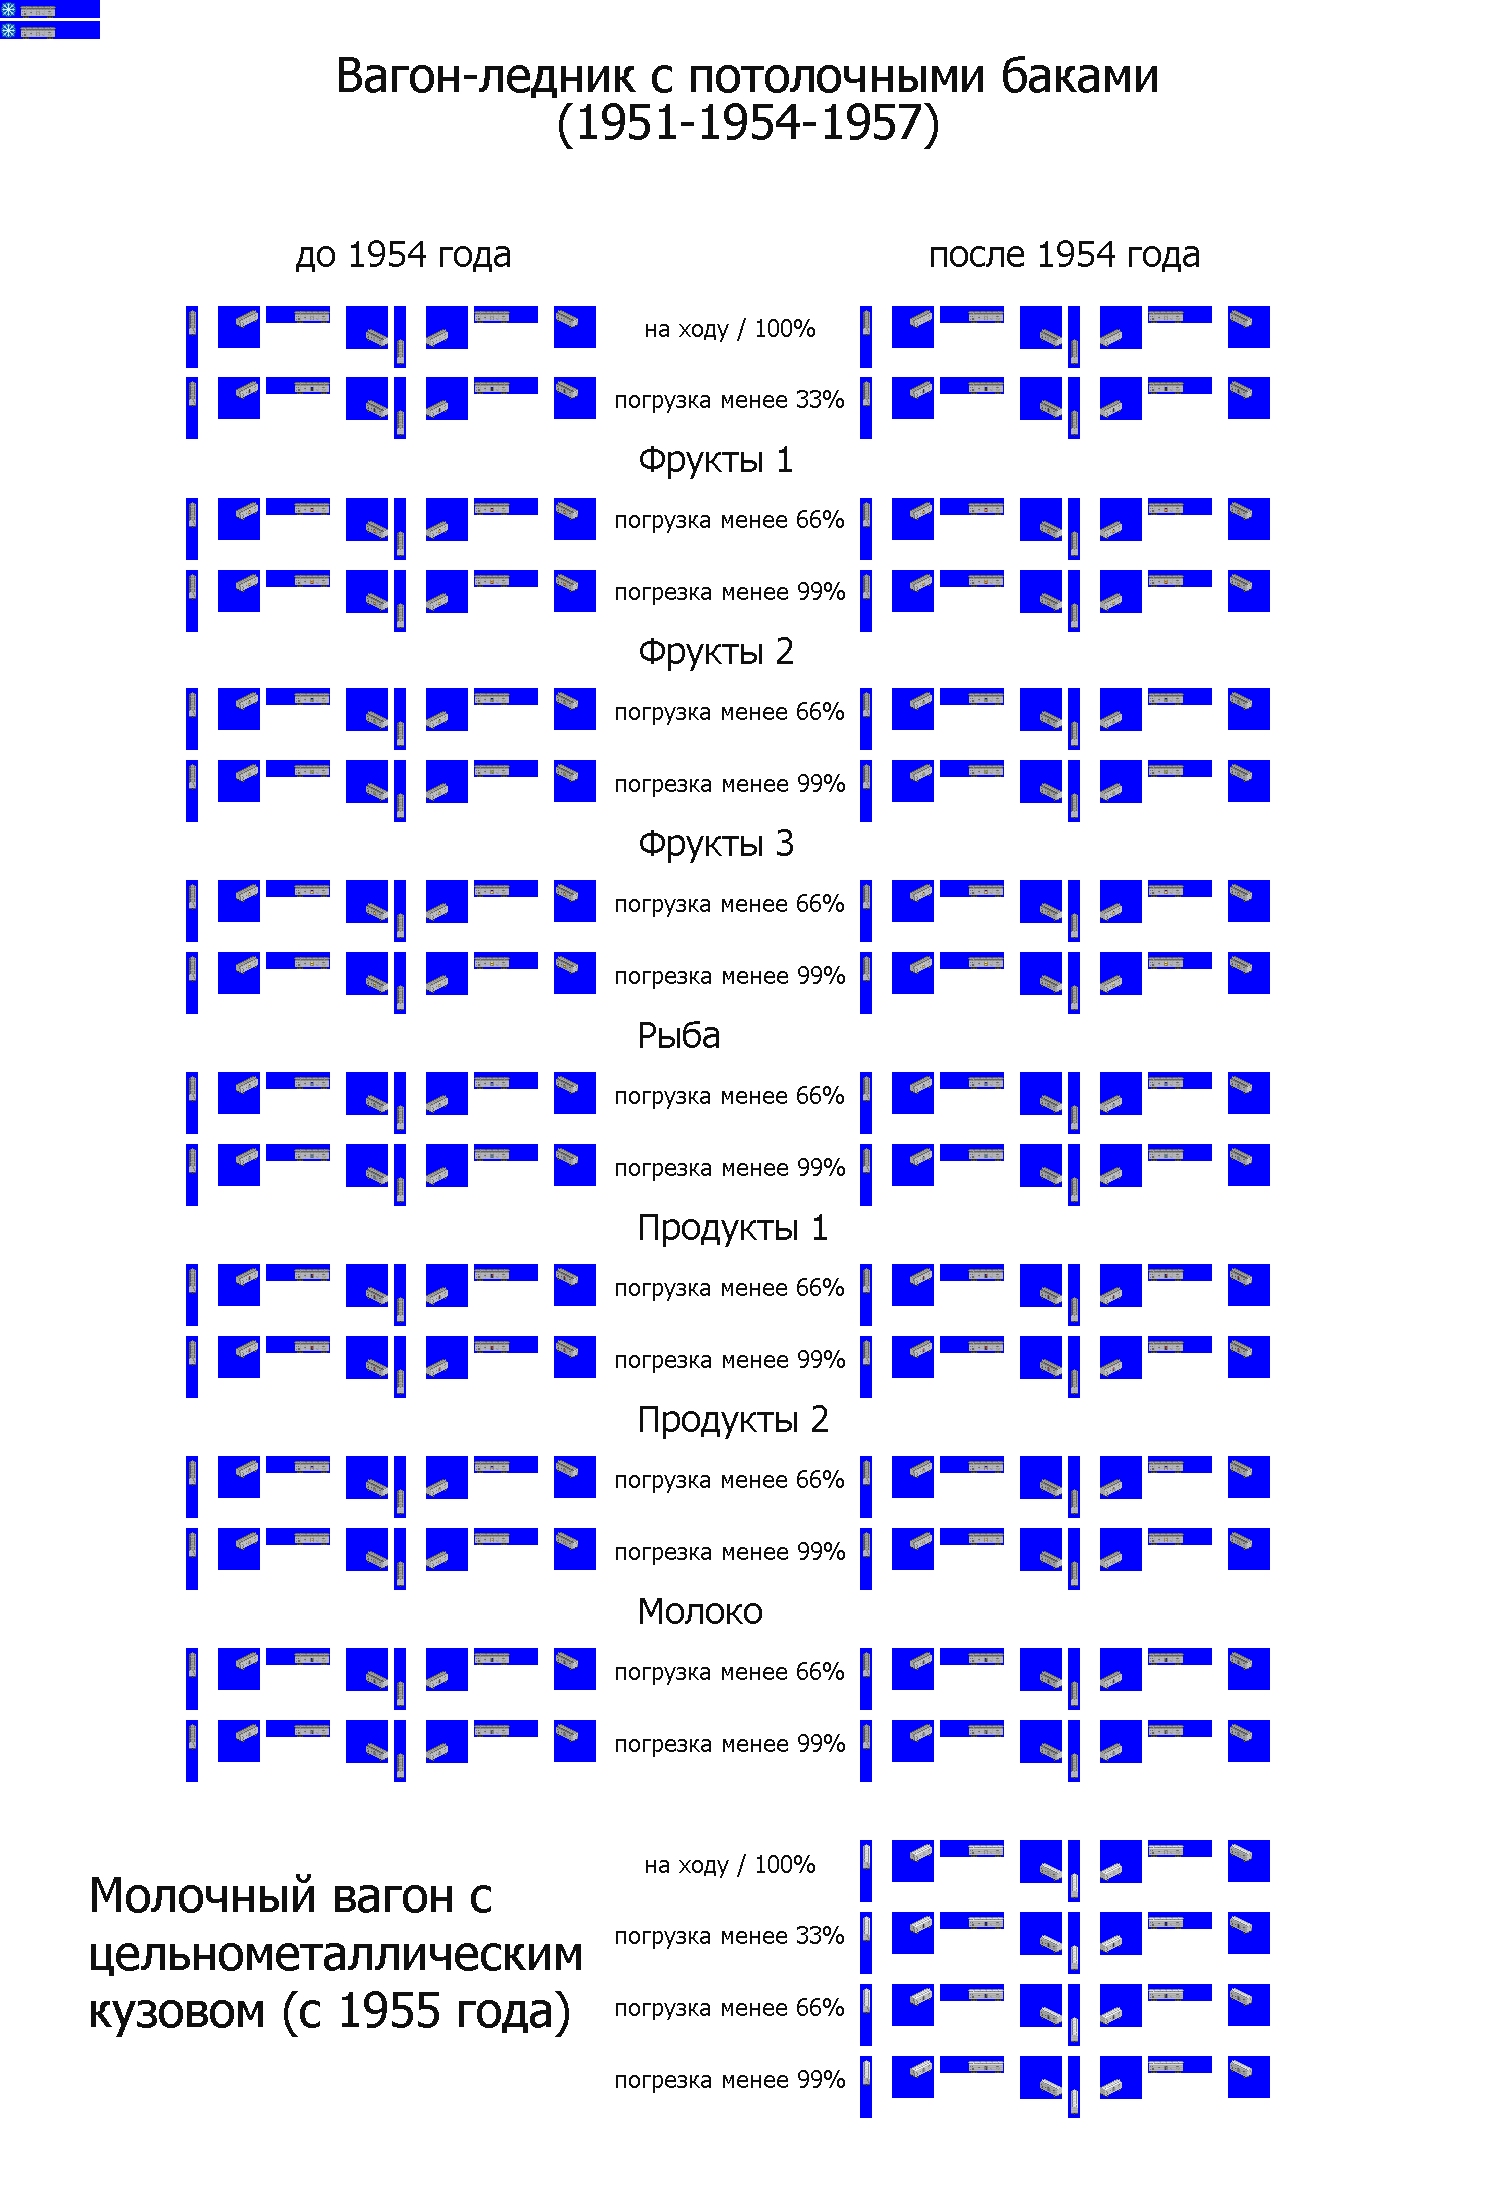 Вагон-ледник с потолочными баками
(1951-1954-1957)
до 1954 года
после 1954 года
на ходу / 100%
погрузка менее 33%
Фрукты 1
погрузка менее 66%
погрезка менее 99%
Фрукты 2
погрузка менее 66%
погрезка менее 99%
Фрукты 3
погрузка менее 66%
погрезка менее 99%
Рыба
погрузка менее 66%
погрезка менее 99%
Продукты 1
погрузка менее 66%
погрезка менее 99%
Продукты 2
погрузка менее 66%
погрезка менее 99%
Молоко
погрузка менее 66%
погрезка менее 99%
Молочный вагон с
цельнометаллическим
кузовом (с 1955 года)
на ходу / 100%
погрузка менее 33%
погрузка менее 66%
погрезка менее 99%